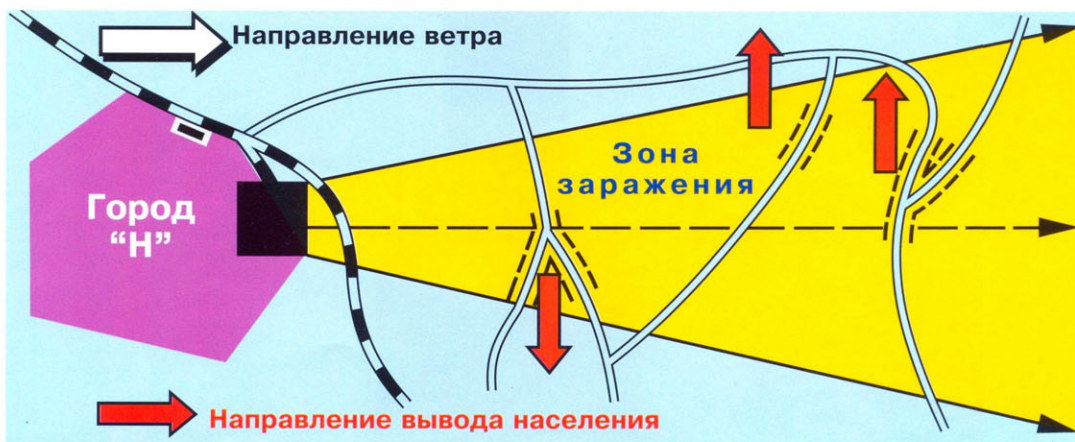 Направление ветра
Зона
заражения
Город
"Н"
Направление вывода населения